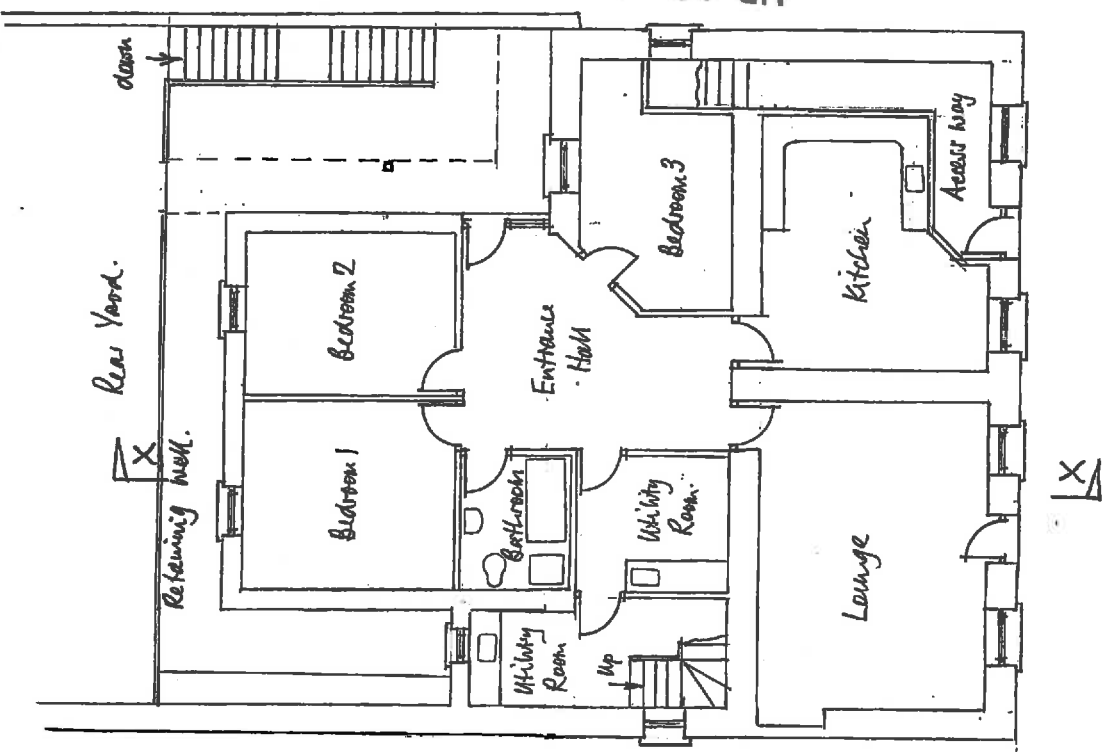 down
Rear Yard.
X
Retaining wall.
Bedroom 2
Bedroom 1
Entrance
Hall
Bedroom 3
Access Way
Kitchen
Bathroom
Utility
Room.
Utility
Room
Up
Lounge
X